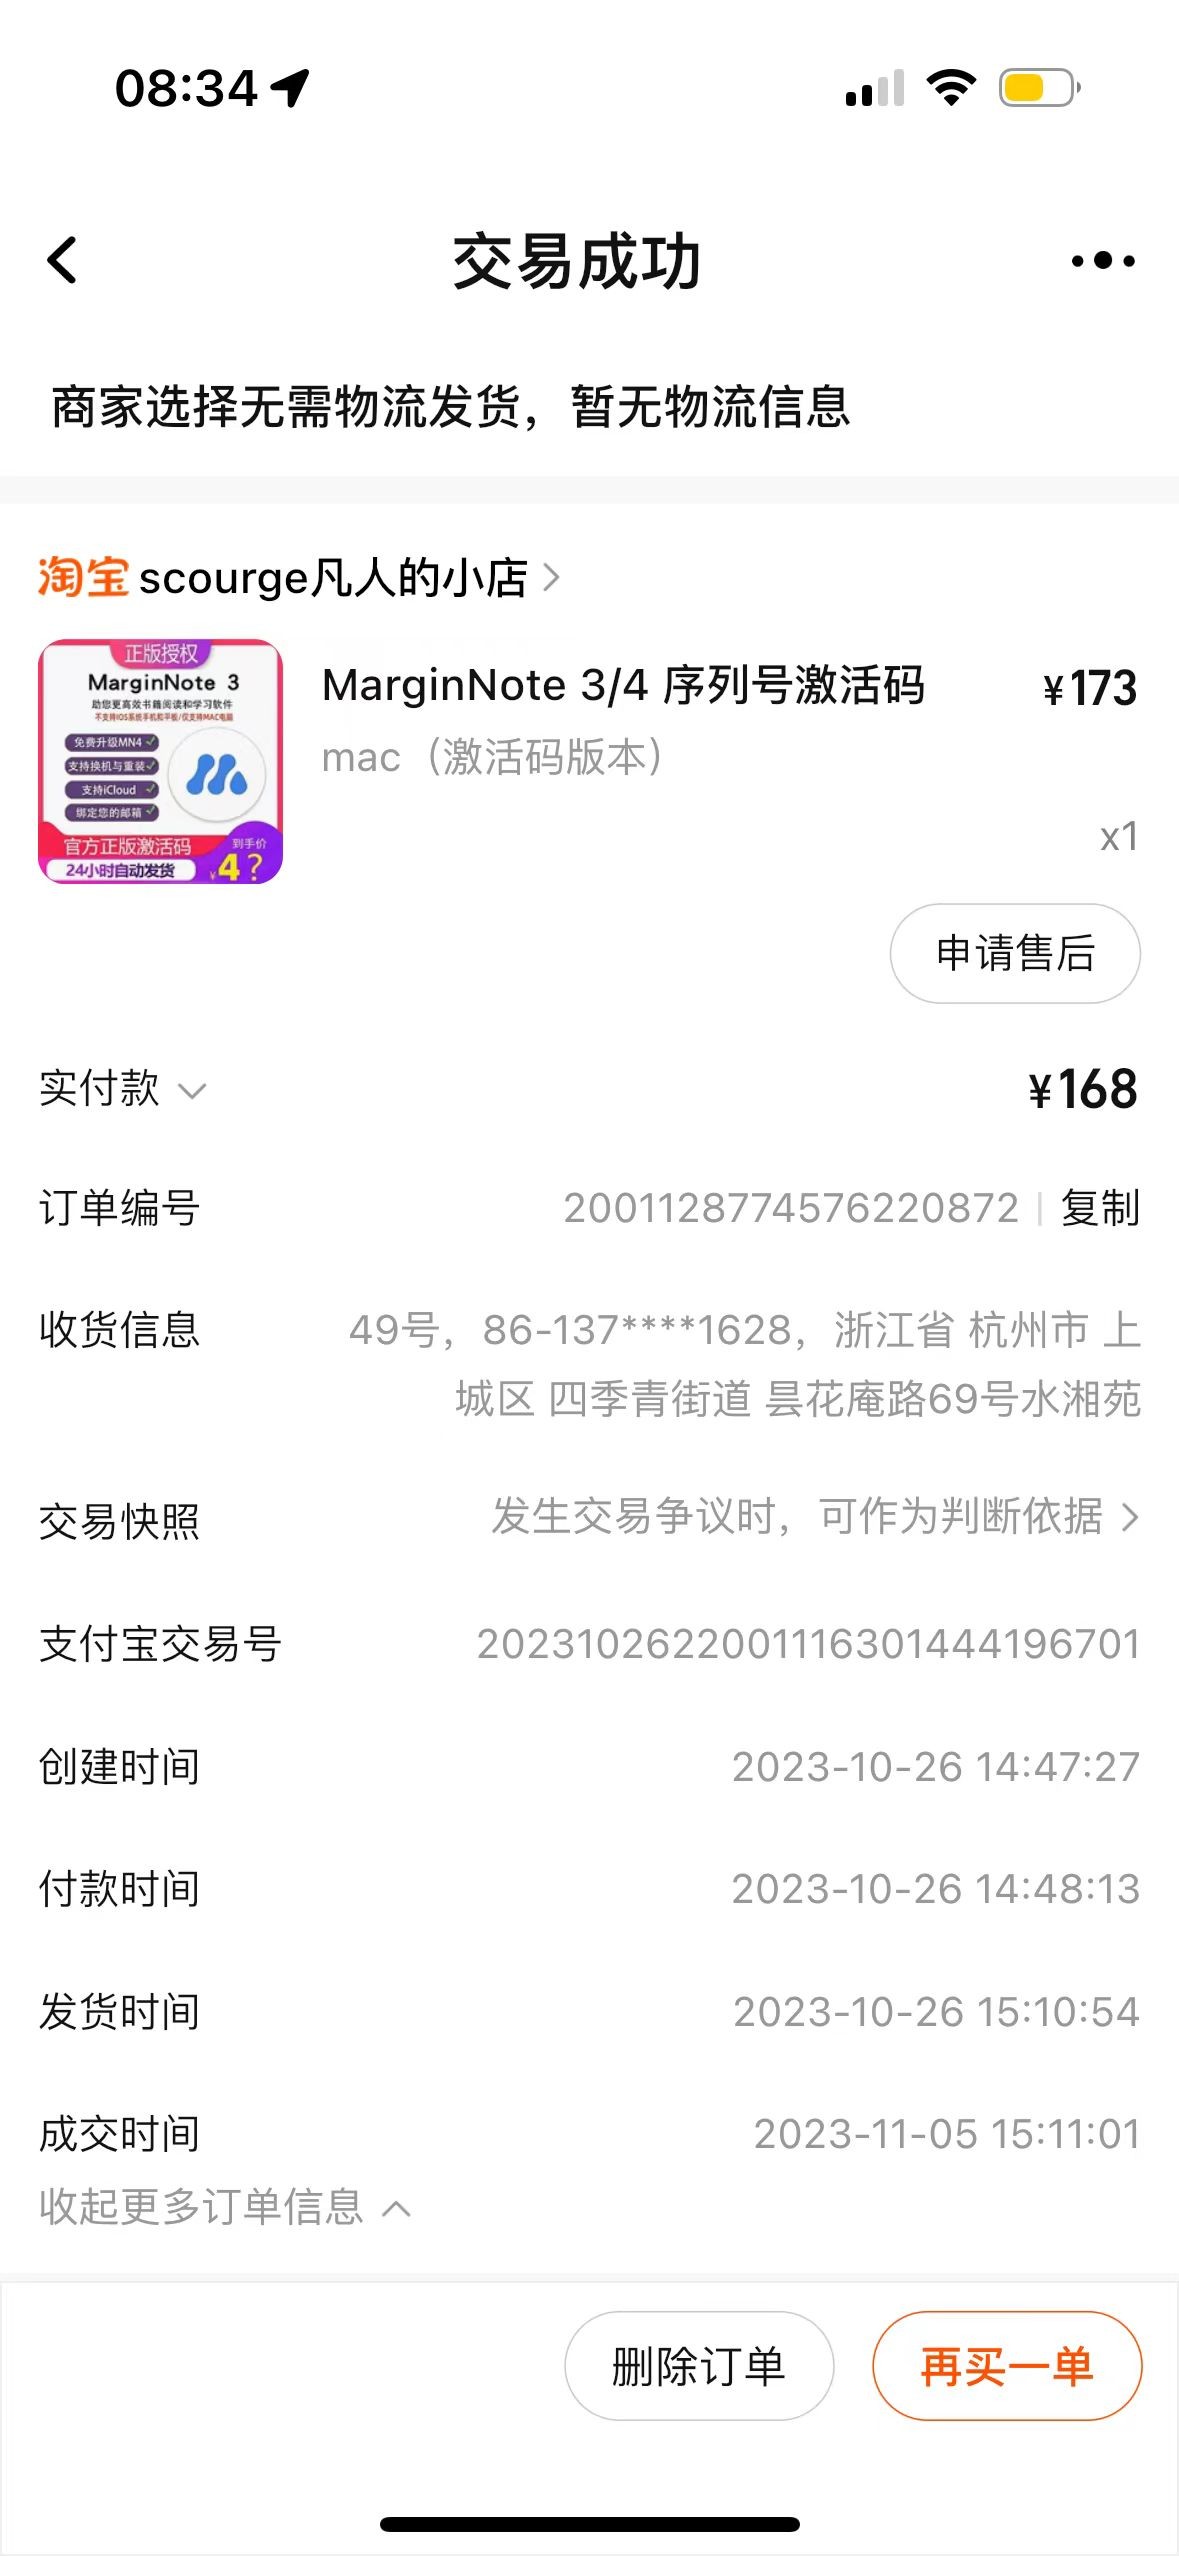 08:34
交易成功
商家选择无需物流发货，暂无物流信息
淘宝 scourge凡人的小店
正版授权
MarginNote 3
助您更高效书籍阅读和学习软件
不支持IOS系统手机和平板/仅支持MAC电脑
免费升级MN4
支持换机与重装
支持iCloud
绑定您的邮箱
官方正版激活码
到手价
24小时自动发货
¥4?
MarginNote 3/4 序列号激活码
¥173
mac（激活码版本）
x1
申请售后
实付款
¥168
订单编号
2001128774576220872 | 复制
收货信息
49号，86-137****1628，浙江省 杭州市 上
城区 四季青街道 昙花庵路69号水湘苑
交易快照
发生交易争议时，可作为判断依据
支付宝交易号
2023102622001116301444196701
创建时间
2023-10-26 14:47:27
付款时间
2023-10-26 14:48:13
发货时间
2023-10-26 15:10:54
成交时间
2023-11-05 15:11:01
收起更多订单信息
删除订单
再买一单